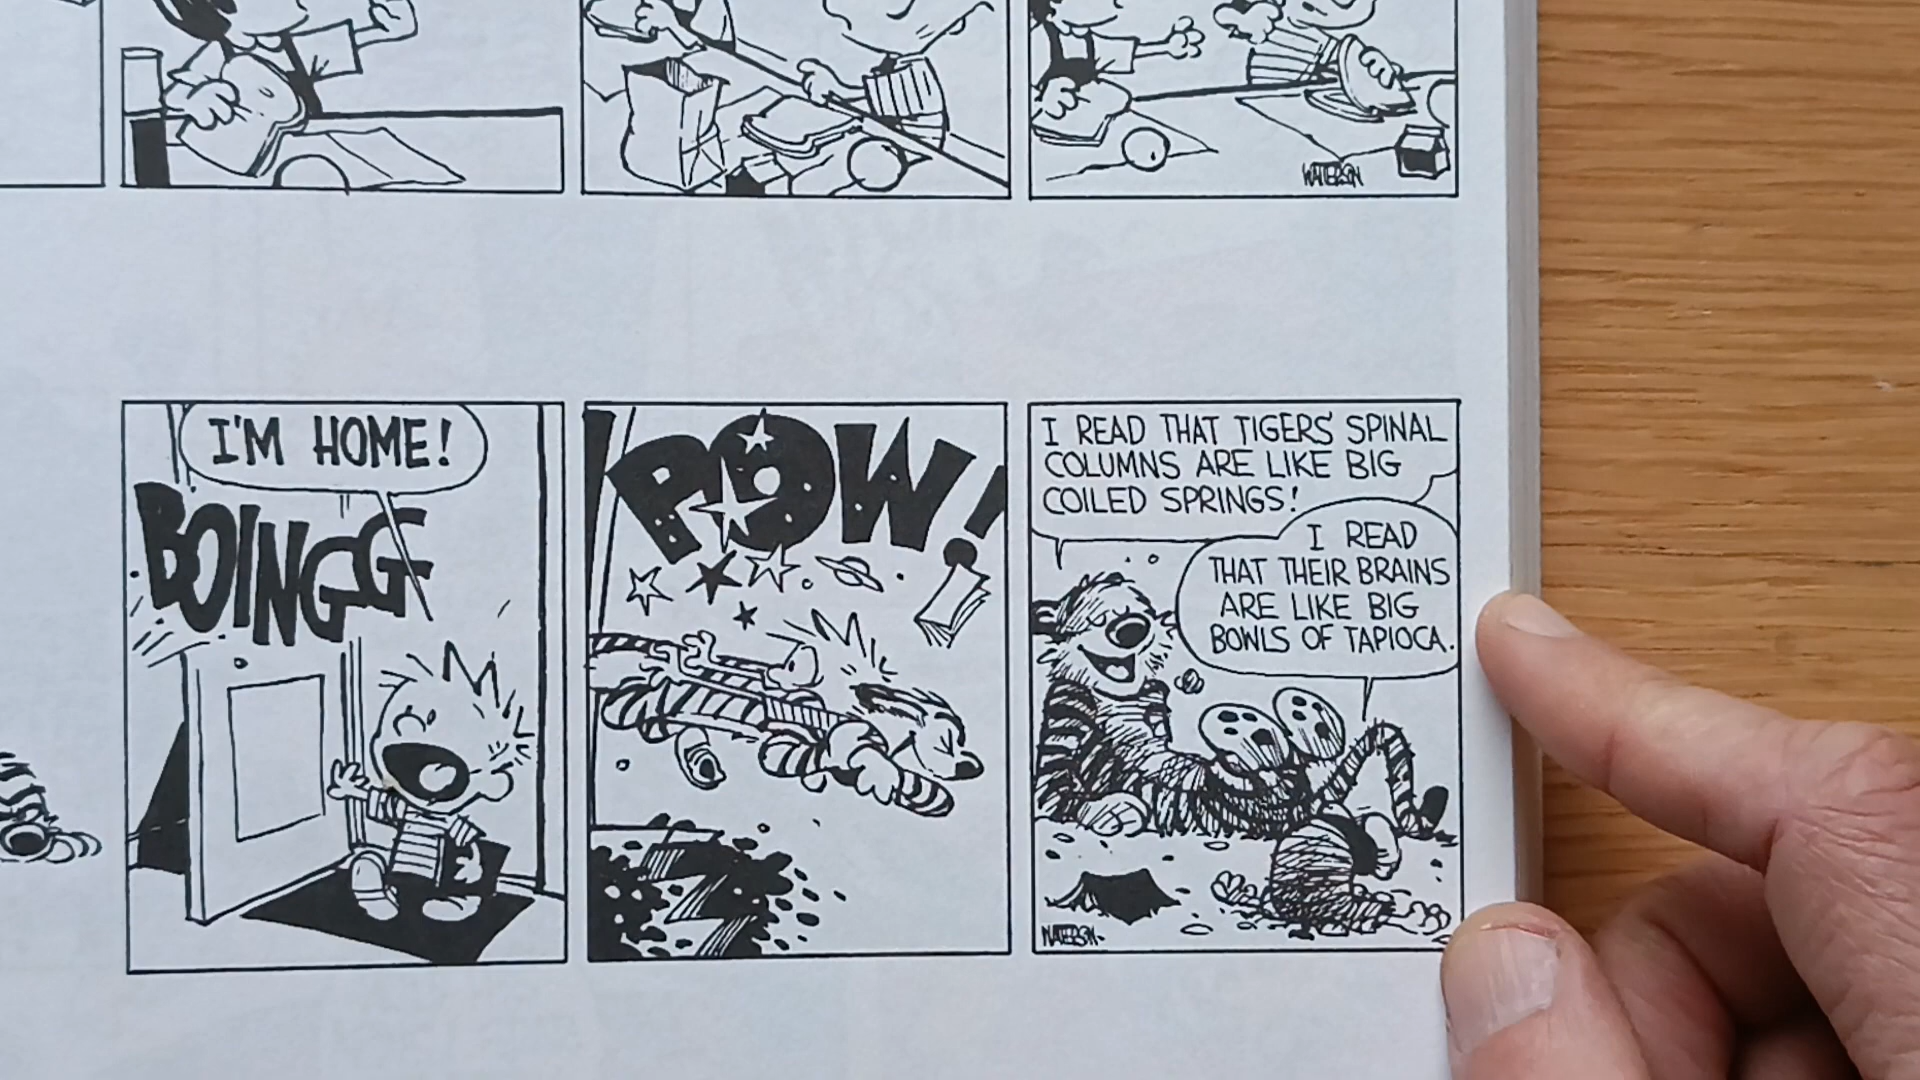 WATTERSON
I'M HOME!
BOINGG
POW!
I READ THAT TIGERS' SPINAL
COLUMNS ARE LIKE BIG
COILED SPRINGS!
I READ
THAT THEIR BRAINS
ARE LIKE BIG
BOWLS OF TAPIOCA.
WATTERSON